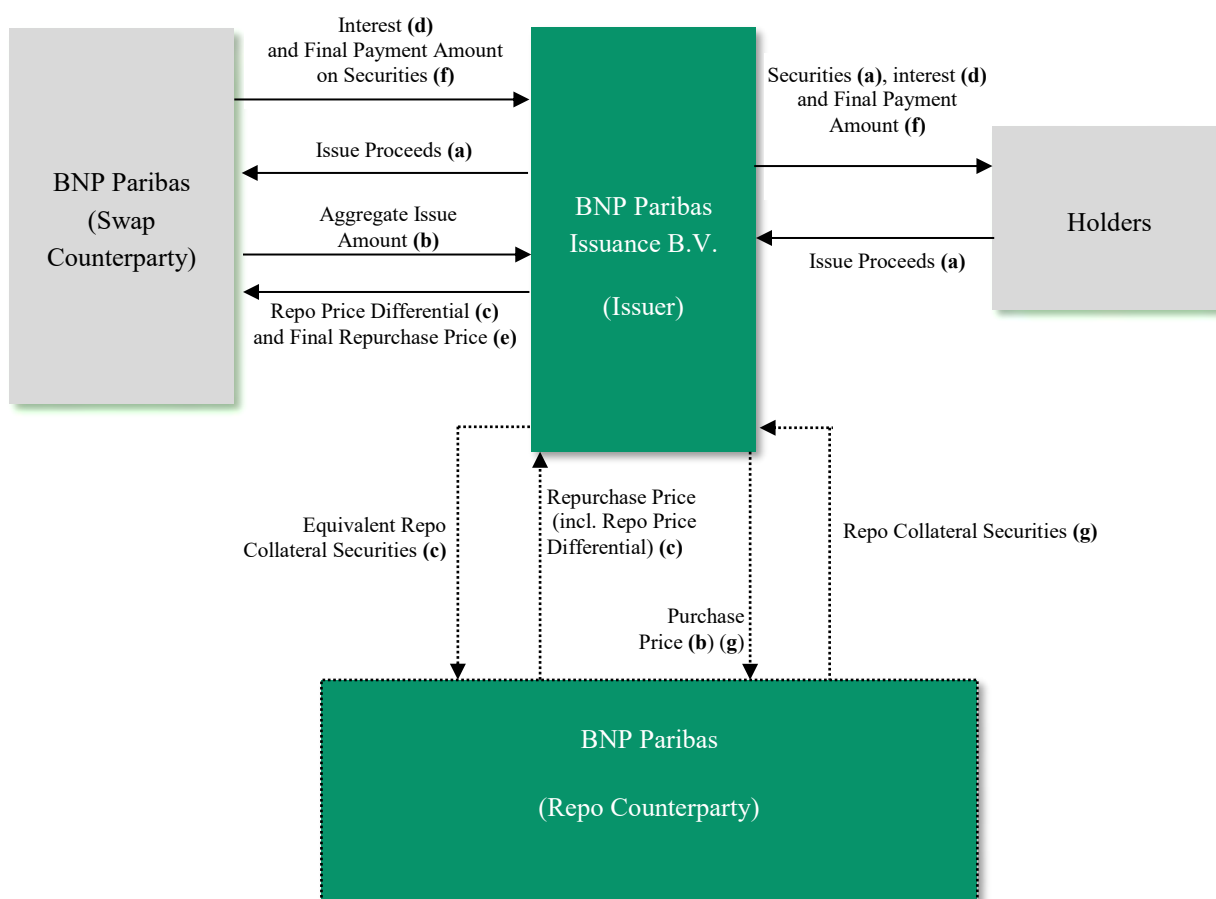 Interest (d)
and Final Payment Amount
on Securities (f)
Issue Proceeds (a)
Aggregate Issue
Amount (b)
Repo Price Differential (c)
and Final Repurchase Price (e)
BNP Paribas
(Swap
Counterparty)
BNP Paribas
Issuance B.V.
(Issuer)
Securities (a), interest (d)
and Final Payment
Amount (f)
Issue Proceeds (a)
Holders
Equivalent Repo
Collateral Securities (c)
Repurchase Price
(incl. Repo Price
Differential) (c)
Purchase
Price (b) (g)
Repo Collateral Securities (g)
BNP Paribas
(Repo Counterparty)